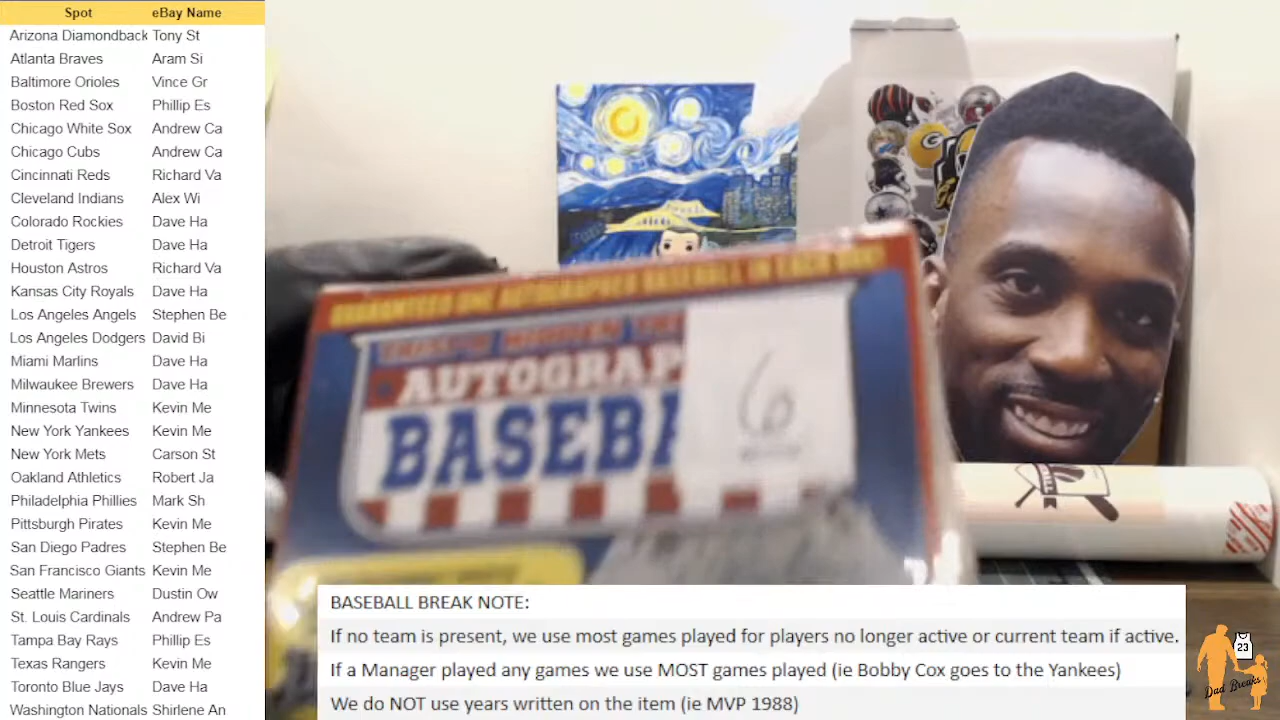 Spot eBay Name
Arizona Diamondback Tony St
Atlanta Braves Aram Si
Baltimore Orioles Vince Gr
Boston Red Sox Phillip Es
Chicago White Sox Andrew Ca
Chicago Cubs Andrew Ca
Cincinnati Reds Richard Va
Cleveland Indians Alex Wi
Colorado Rockies Dave Ha
Detroit Tigers Dave Ha
Houston Astros Richard Va
Kansas City Royals Dave Ha
Los Angeles Angels Stephen Be
Los Angeles Dodgers David Bi
Miami Marlins Dave Ha
Milwaukee Brewers Dave Ha
Minnesota Twins Kevin Me
New York Yankees Kevin Me
New York Mets Carson St
Oakland Athletics Robert Ja
Philadelphia Phillies Mark Sh
Pittsburgh Pirates Kevin Me
San Diego Padres Stephen Be
San Francisco Giants Kevin Me
Seattle Mariners Dustin Ow
St. Louis Cardinals Andrew Pa
Tampa Bay Rays Phillip Es
Texas Rangers Kevin Me
Toronto Blue Jays Dave Ha
Washington Nationals Shirlene An
GUARANTEED ONE AUTOGRAPHED BASEBALL IN EACH BOX!
AUTOGRAP
BASEBA
6
BASEBALL BREAK NOTE:
If no team is present, we use most games played for players no longer active or current team if active.
If a Manager played any games we use MOST games played (ie Bobby Cox goes to the Yankees)
We do NOT use years written on the item (ie MVP 1988)
23
Dad Breaks